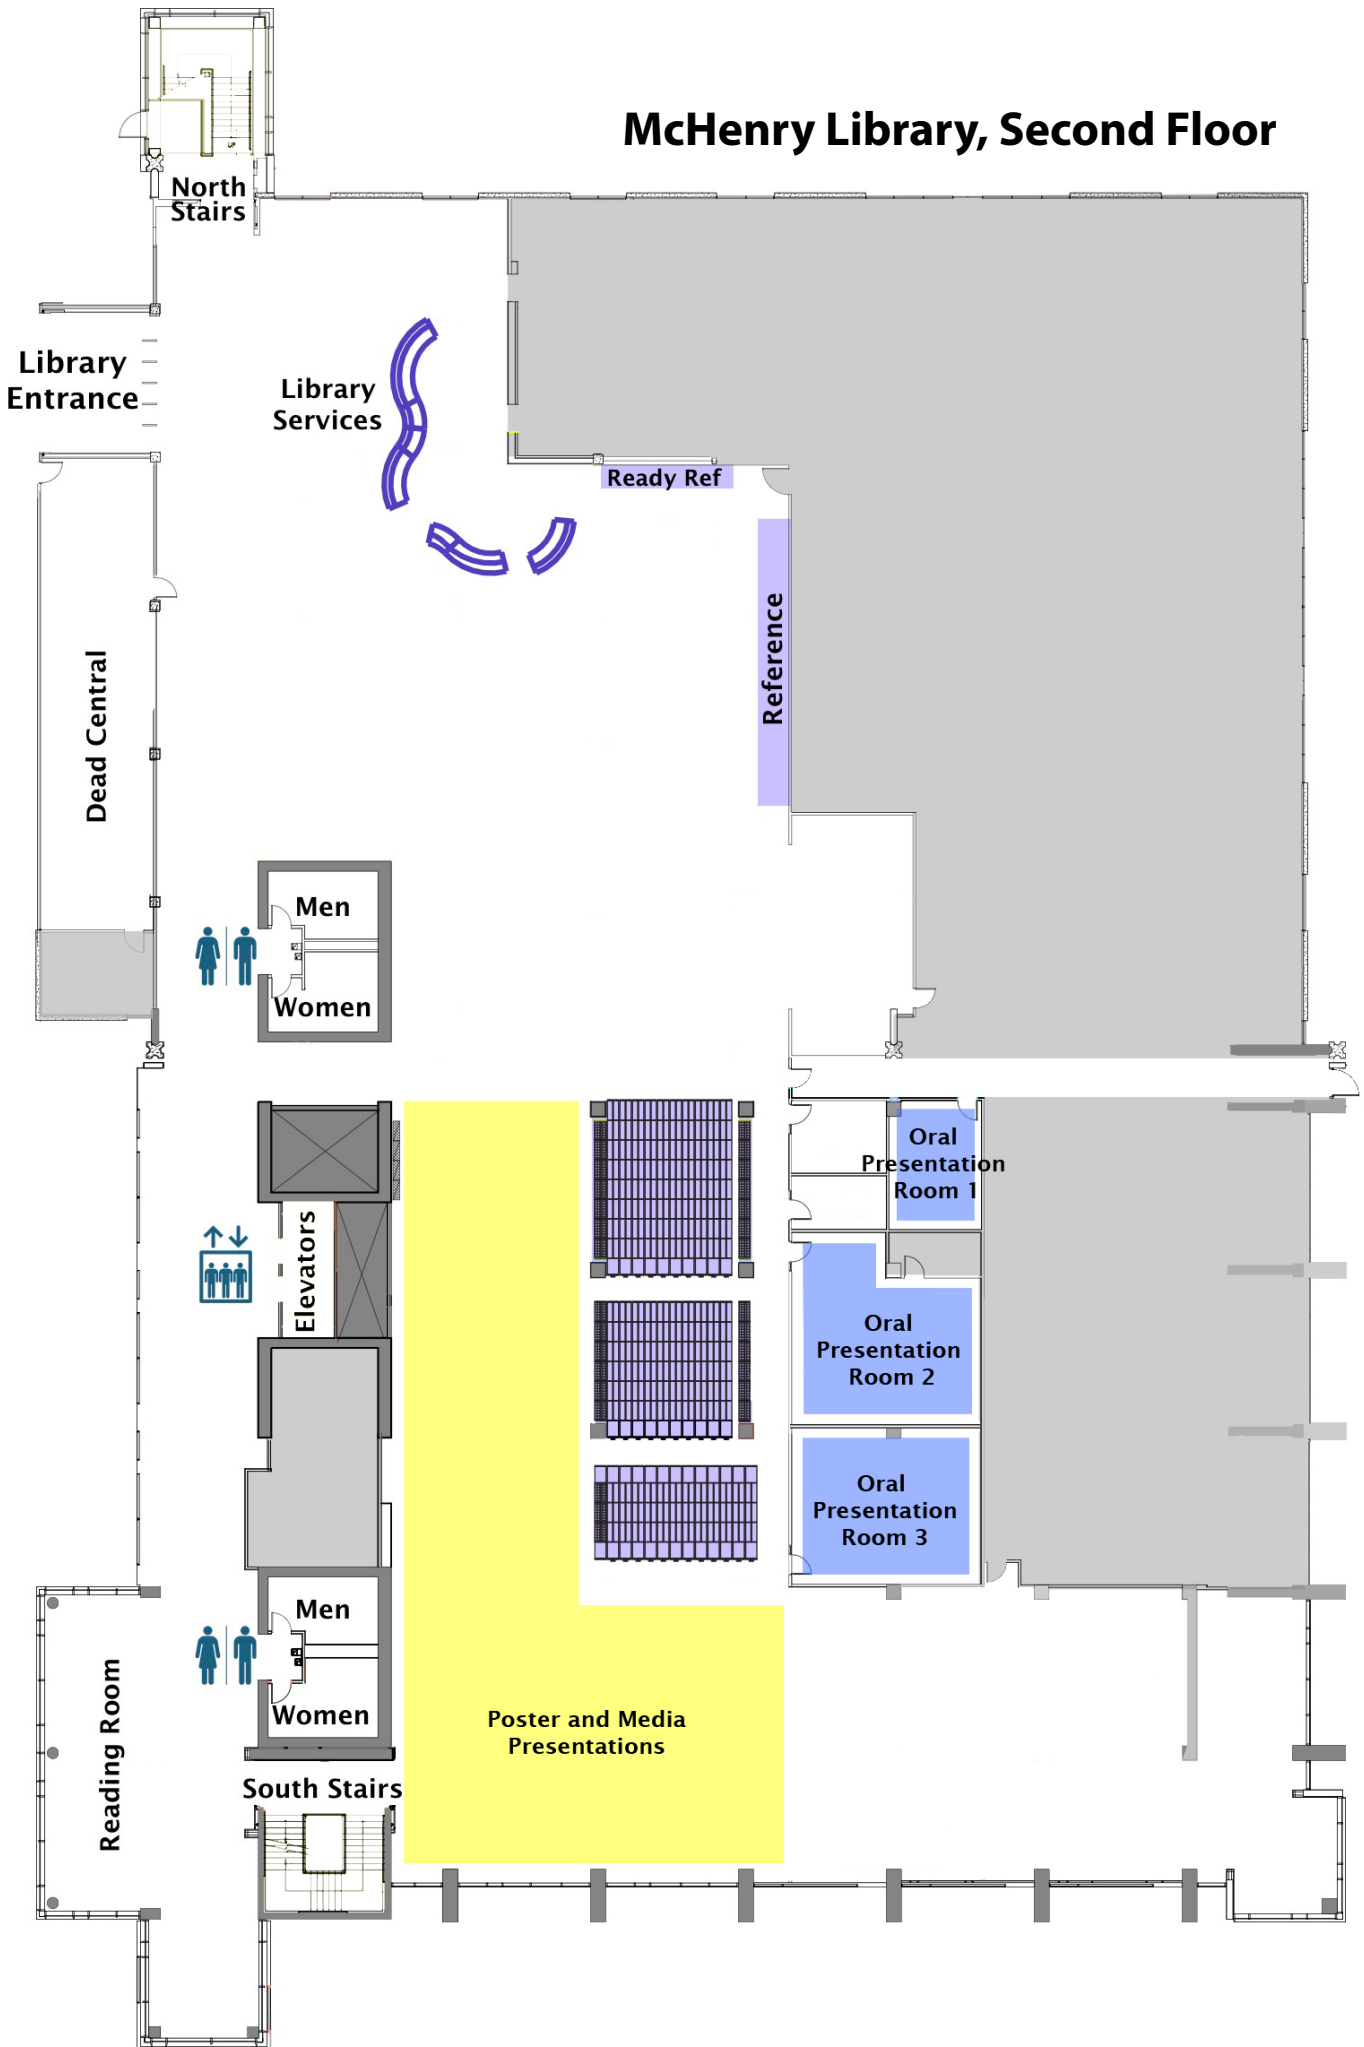 McHenry Library, Second Floor
North
Stairs
Library
Entrance
Library
Services
Ready Ref
Reference
Dead Central
Men
Women
Elevators
Oral
Presentation
Room 1
Oral
Presentation
Room 2
Oral
Presentation
Room 3
Men
Women
Reading Room
Poster and Media
Presentations
South Stairs